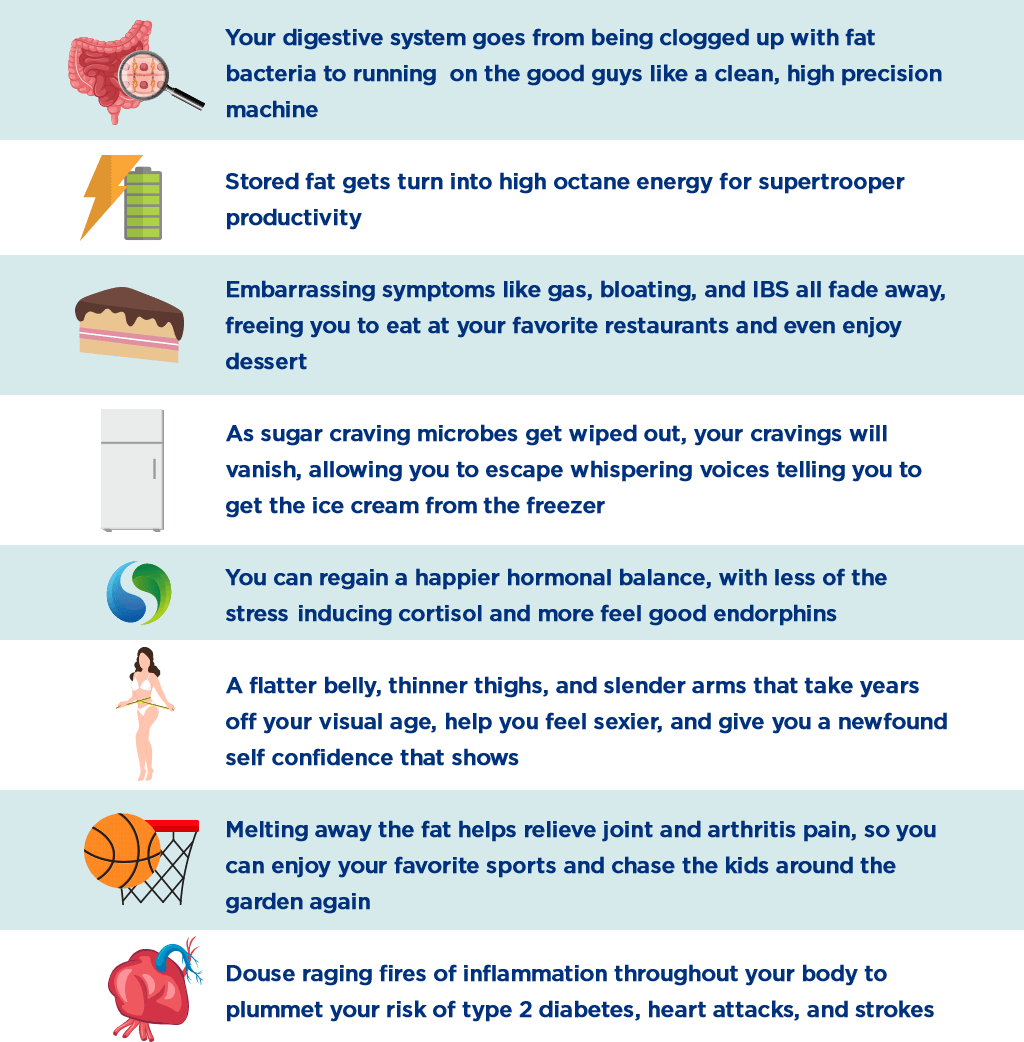 Your digestive system goes from being clogged up with fat
bacteria to running on the good guys like a clean, high precision
machine
Stored fat gets turn into high octane energy for supertrooper
productivity
Embarrassing symptoms like gas, bloating, and IBS all fade away,
freeing you to eat at your favorite restaurants and even enjoy
dessert
As sugar craving microbes get wiped out, your cravings will
vanish, allowing you to escape whispering voices telling you to
get the ice cream from the freezer
You can regain a happier hormonal balance, with less of the
stress inducing cortisol and more feel good endorphins
A flatter belly, thinner thighs, and slender arms that take years
off your visual age, help you feel sexier, and give you a newfound
self confidence that shows
Melting away the fat helps relieve joint and arthritis pain, so you
can enjoy your favorite sports and chase the kids around the
garden again
Douse raging fires of inflammation throughout your body to
plummet your risk of type 2 diabetes, heart attacks, and strokes